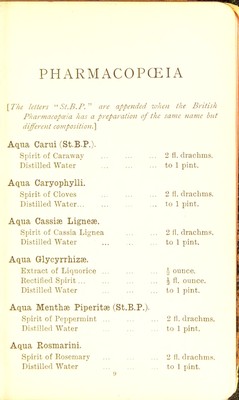 PHARMACOPŒIA
[The letters "St.B.P." are appended when the British
Pharmacopœia has a preparation of the same name but
different composition.]
Aqua Carui (St.B.P.).
Spirit of Caraway ... ... ... 2 fl. drachms.
Distilled Water ... ... to 1 pint.
Aqua Caryophylli.
Spirit of Cloves ... ... ... 2 fl. drachms.
Distilled Water... ... ... to 1 pint.
Aqua Cassiæ Ligneæ.
Spirit of Cassia Lignea ... ... 2 fl. drachms.
Distilled Water ... ... ... to 1 pint.
Aqua Glycyrrhizæ.
Extract of Liquorice ... ... ... ½ ounce.
Rectified Spirit ... ... ... ½ fl. ounce.
Distilled Water ... ... to 1 pint.
Aqua Menthæ Piperitæ (St.B.P.).
Spirit of Peppermint ... ... ... 2 fl. drachms.
Distilled Water ... ... to 1 pint.
Aqua Rosmarini.
Spirit of Rosemary ... ... 2 fl. drachms.
Distilled Water ... ... to 1 pint.
9